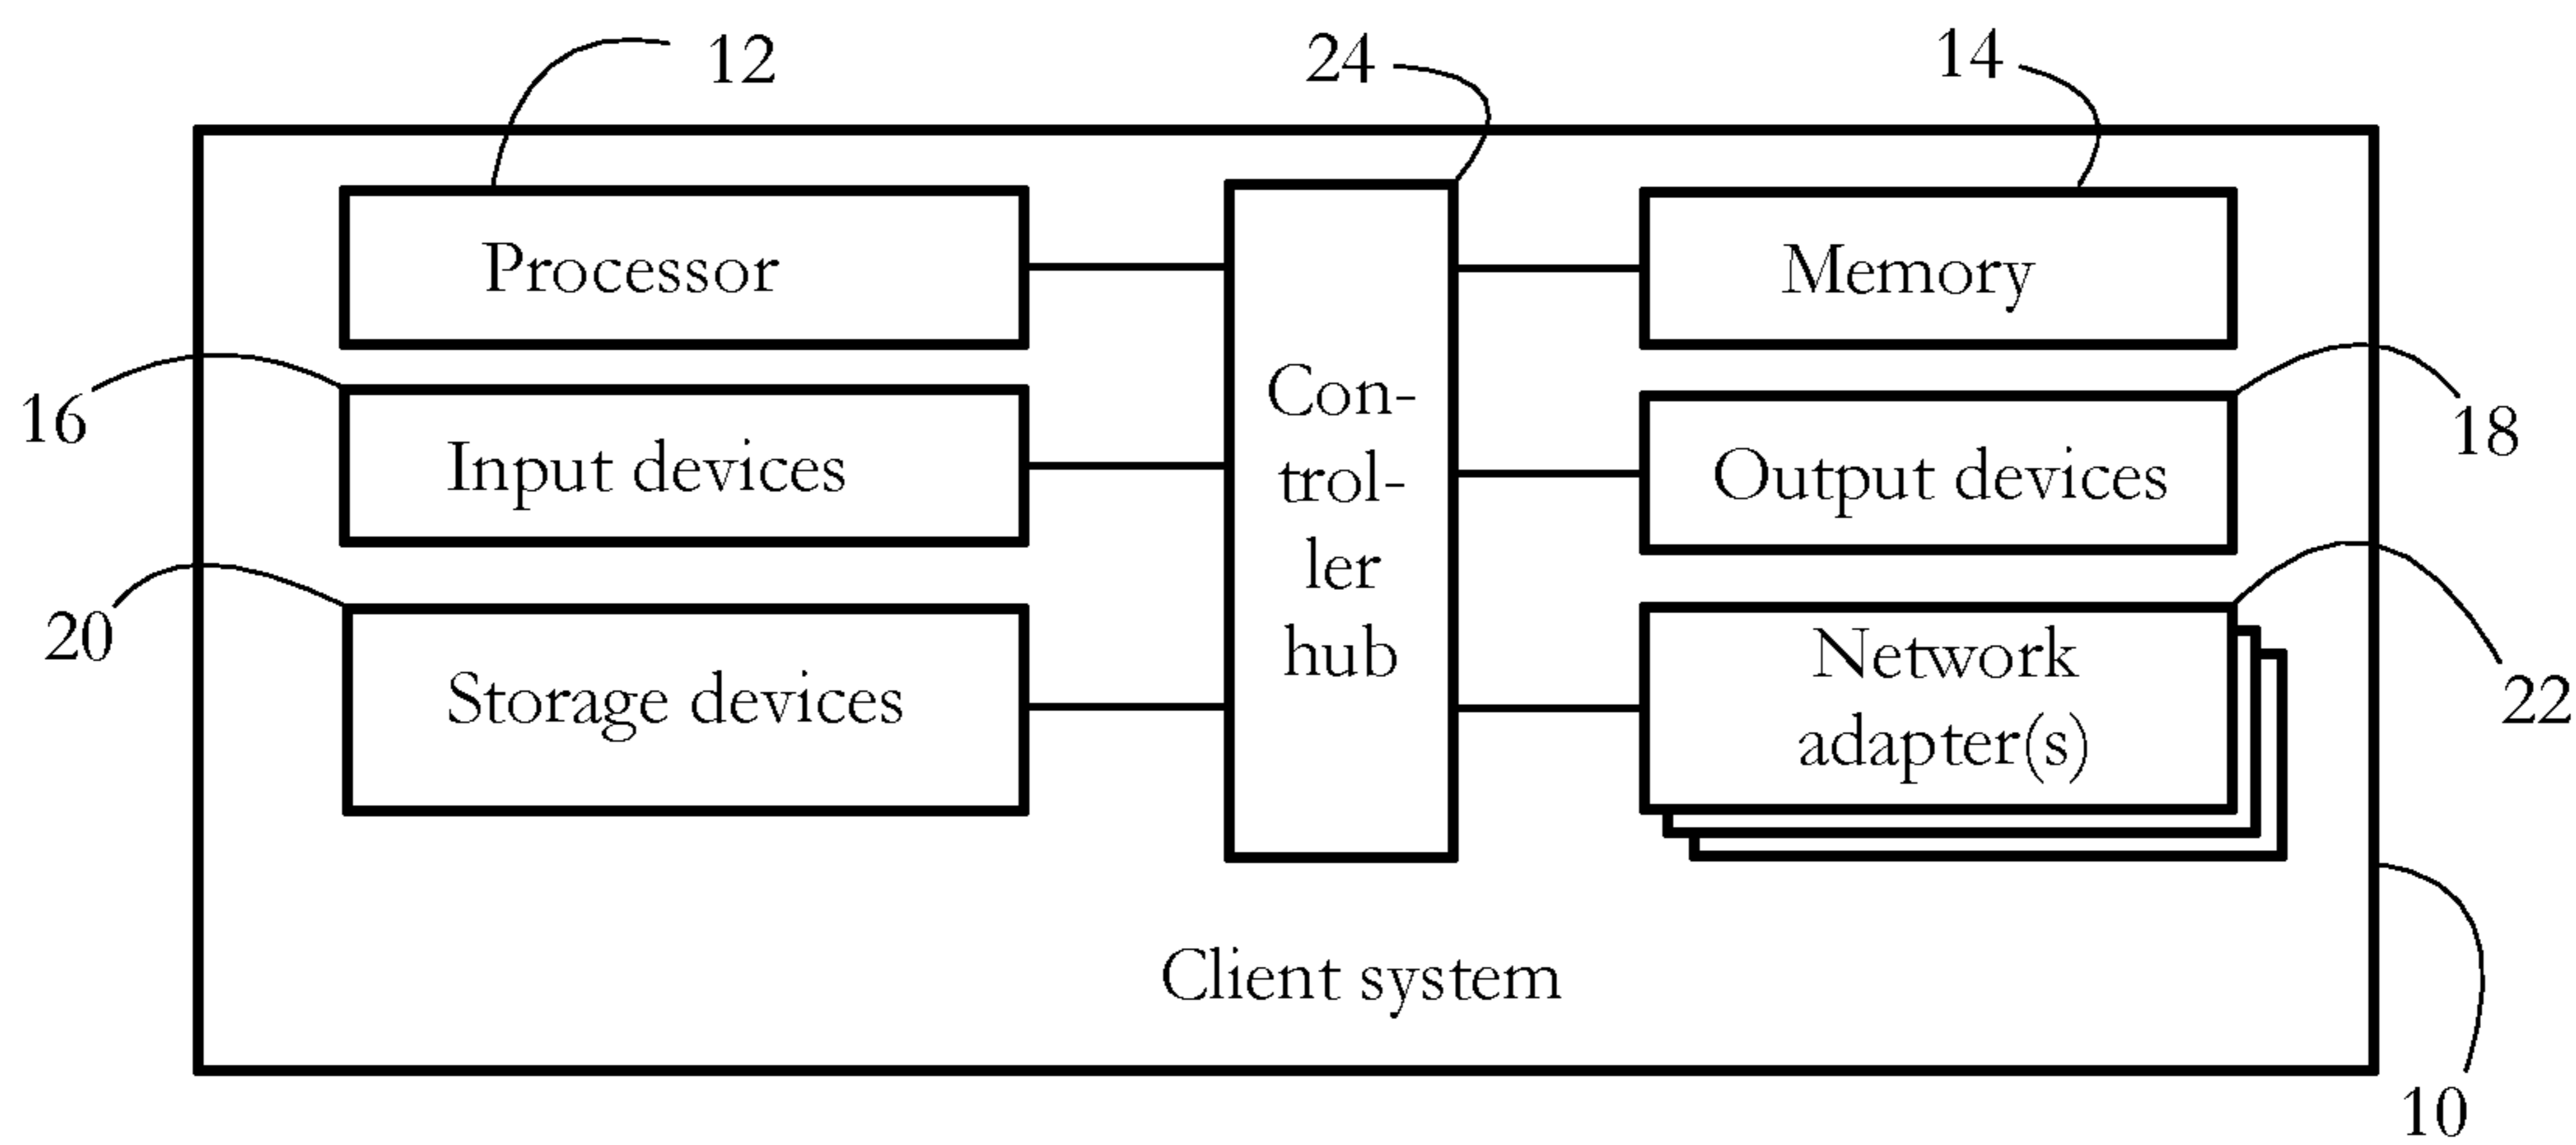 12
24
14
Processor
Memory
16
Input devices
Con-
trol-
ler
hub
Output devices
18
20
Storage devices
Network
adapter(s)
22
Client system
10